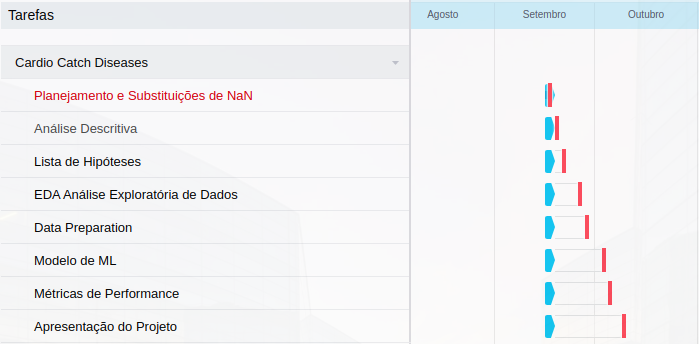 Tarefas
Agosto Setembro Outubro
Cardio Catch Diseases
Planejamento e Substituições de NaN
Análise Descritiva
Lista de Hipóteses
EDA Análise Exploratória de Dados
Data Preparation
Modelo de ML
Métricas de Performance
Apresentação do Projeto